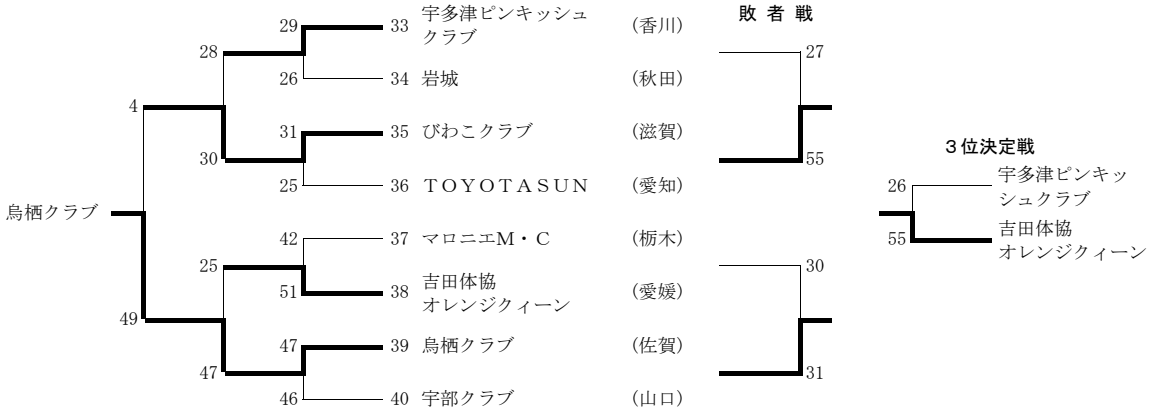 敗者戦
29
33 宇多津ピンキッシュ
クラブ
(香川)
27
28
26
34 岩城
(秋田)
4
31
35 びわこクラブ
(滋賀)
30
55
３位決定戦
25
36 ＴＯＹＯＴＡＳＵＮ
(愛知)
26
宇多津ピンキッ
シュクラブ
鳥栖クラブ
42
37 マロニエM・C
(栃木)
55
吉田体協
オレンジクィーン
25
30
51
38 吉田体協
オレンジクィーン
(愛媛)
49
47
39 鳥栖クラブ
(佐賀)
47
31
46
40 宇部クラブ
(山口)